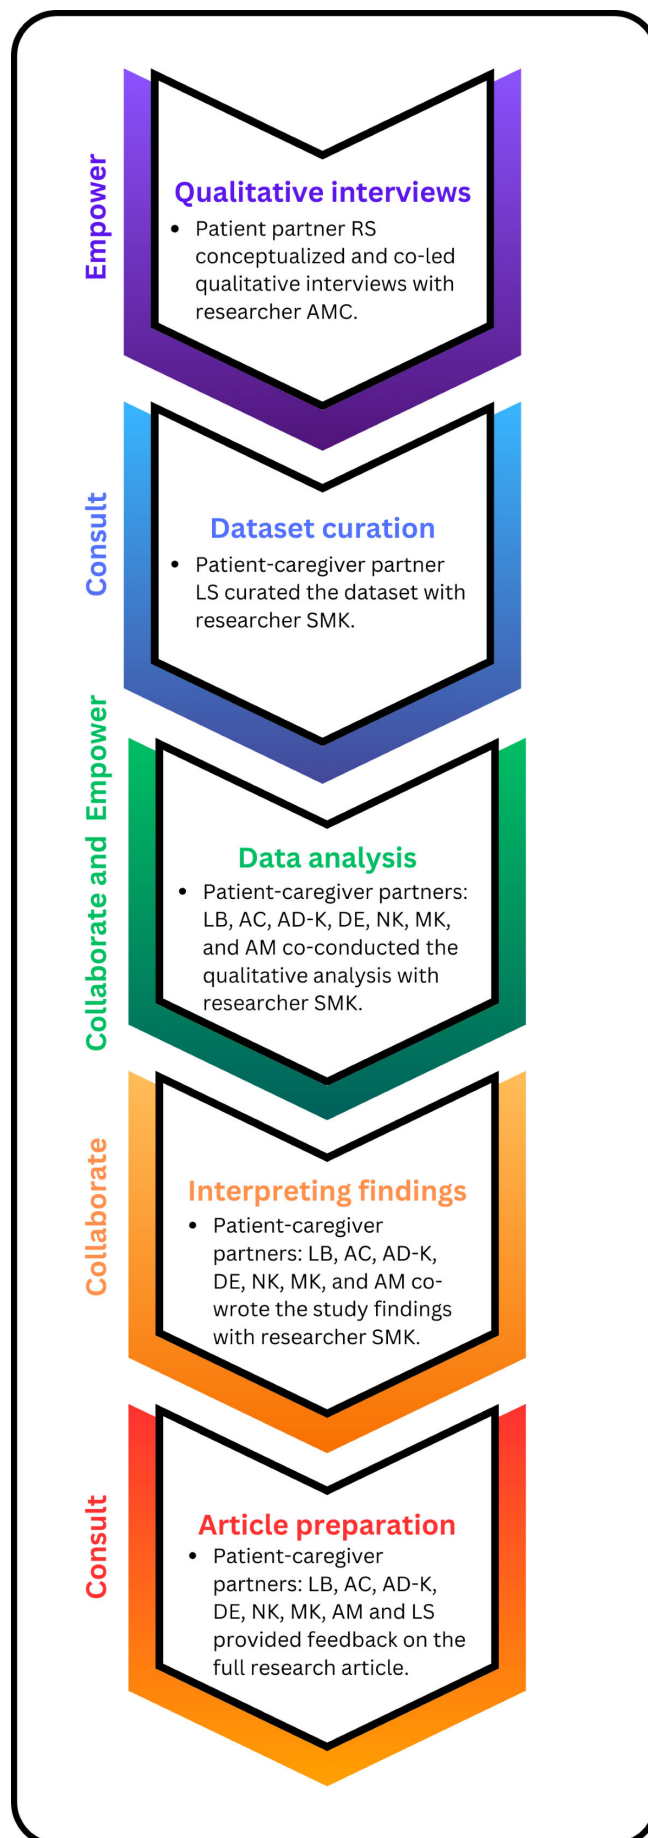 Empower
Qualitative interviews
• Patient partner RS
conceptualized and co-led
qualitative interviews with
researcher AMC.
Consult
Dataset curation
• Patient-caregiver partner
LS curated the dataset with
researcher SMK.
Collaborate and Empower
Data analysis
• Patient-caregiver partners:
LB, AC, AD-K, DE, NK, MK,
and AM co-conducted the
qualitative analysis with
researcher SMK.
Collaborate
Interpreting findings
• Patient-caregiver
partners: LB, AC, AD-K,
DE, NK, MK, and AM co-
wrote the study findings
with researcher SMK.
Consult
Article preparation
• Patient-caregiver
partners: LB, AC, AD-K,
DE, NK, MK, AM and LS
provided feedback on the
full research article.